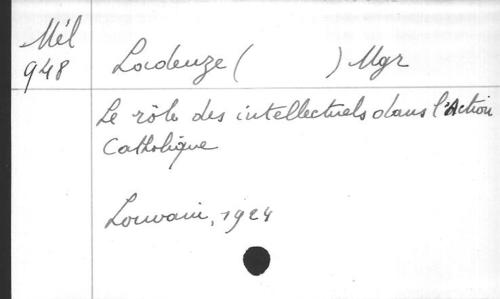 Mél
948
Ladeuze ( ) Mgr
Le rôle des intellectuels dans l'Action
Catholique
Louvain, 1924